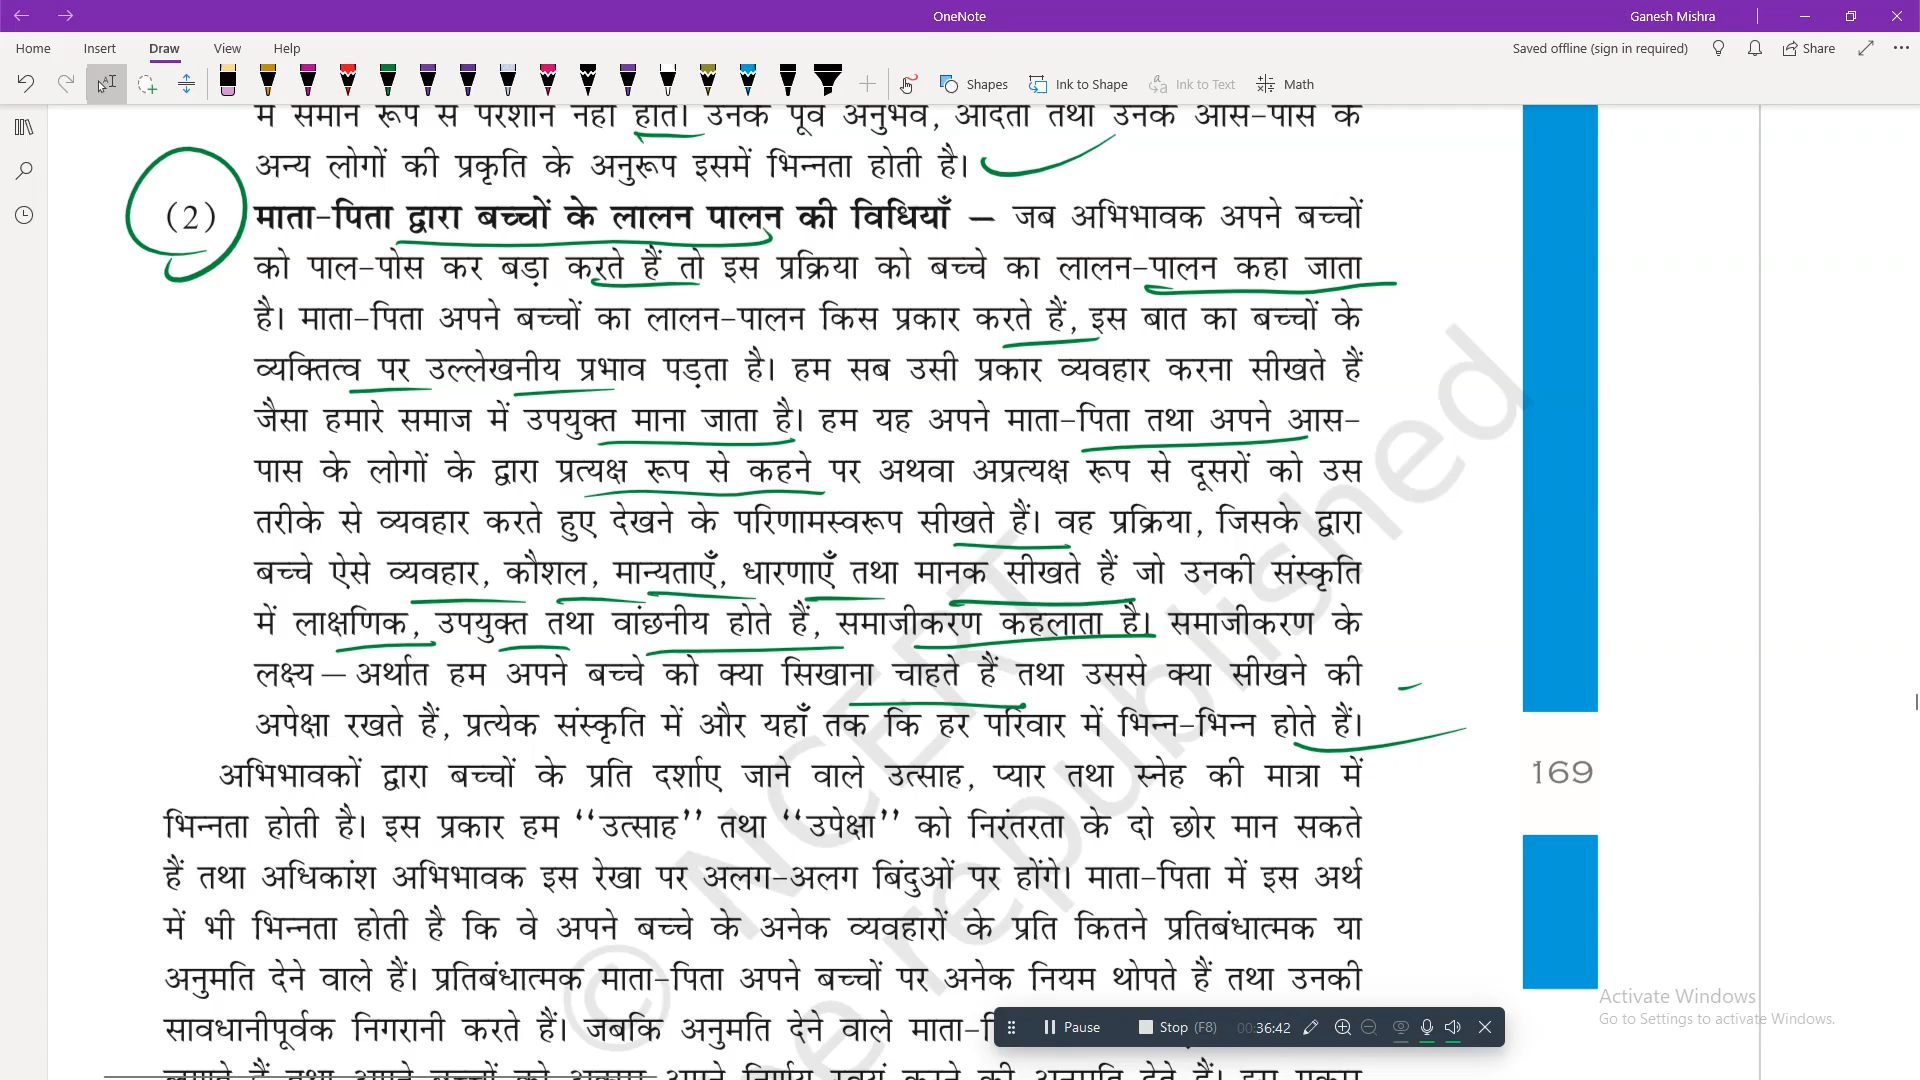 OneNote
Ganesh Mishra
Home Insert Draw View Help
Saved offline (sign in required) Share
Shapes Ink to Shape Ink to Text Math
में समान रूप से परेशान नहीं होते। उनके पूर्व अनुभव, आदतों तथा उनके आस-पास के
अन्य लोगों की प्रकृति के अनुरूप इसमें भिन्नता होती है।
(2) माता-पिता द्वारा बच्चों के लालन पालन की विधियाँ – जब अभिभावक अपने बच्चों
को पाल-पोस कर बड़ा करते हैं तो इस प्रक्रिया को बच्चे का लालन-पालन कहा जाता
है। माता-पिता अपने बच्चों का लालन-पालन किस प्रकार करते हैं, इस बात का बच्चों के
व्यक्तित्व पर उल्लेखनीय प्रभाव पड़ता है। हम सब उसी प्रकार व्यवहार करना सीखते हैं
जैसा हमारे समाज में उपयुक्त माना जाता है। हम यह अपने माता-पिता तथा अपने आस-
पास के लोगों के द्वारा प्रत्यक्ष रूप से कहने पर अथवा अप्रत्यक्ष रूप से दूसरों को उस
तरीके से व्यवहार करते हुए देखने के परिणामस्वरूप सीखते हैं। वह प्रक्रिया, जिसके द्वारा
बच्चे ऐसे व्यवहार, कौशल, मान्यताएँ, धारणाएँ तथा मानक सीखते हैं जो उनकी संस्कृति
में लाक्षणिक, उपयुक्त तथा वांछनीय होते हैं, समाजीकरण कहलाता है। समाजीकरण के
लक्ष्य – अर्थात हम अपने बच्चे को क्या सिखाना चाहते हैं तथा उससे क्या सीखने की
अपेक्षा रखते हैं, प्रत्येक संस्कृति में और यहाँ तक कि हर परिवार में भिन्न-भिन्न होते हैं।
अभिभावकों द्वारा बच्चों के प्रति दर्शाए जाने वाले उत्साह, प्यार तथा स्नेह की मात्रा में
भिन्नता होती है। इस प्रकार हम ‘‘उत्साह’’ तथा ‘‘उपेक्षा’’ को निरंतरता के दो छोर मान सकते
हैं तथा अधिकांश अभिभावक इस रेखा पर अलग-अलग बिंदुओं पर होंगे। माता-पिता में इस अर्थ
में भी भिन्नता होती है कि वे अपने बच्चे के अनेक व्यवहारों के प्रति कितने प्रतिबंधात्मक या
अनुमति देने वाले हैं। प्रतिबंधात्मक माता-पिता अपने बच्चों पर अनेक नियम थोपते हैं तथा उनकी
सावधानीपूर्वक निगरानी करते हैं। जबकि अनुमति देने वाले माता-
169
© NCERT
republished
Activate Windows
Go to Settings to activate Windows.
Pause Stop (F8) 00:36:42